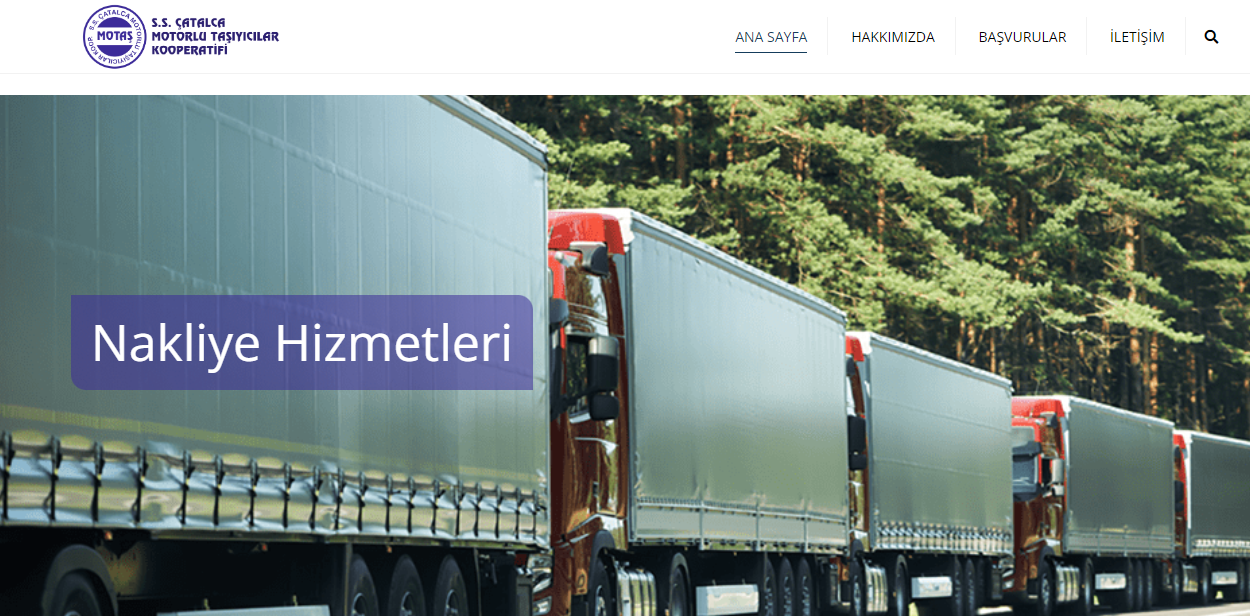 S.S. ÇATALCA MOTORLU TAŞIYICILAR KOOP.
MOTAŞ
S.S. ÇATALCA
MOTORLU TAŞIYICILAR
KOOPERATİFİ
ANA SAYFA
HAKKIMIZDA
BAŞVURULAR
İLETİŞİM
Nakliye Hizmetleri